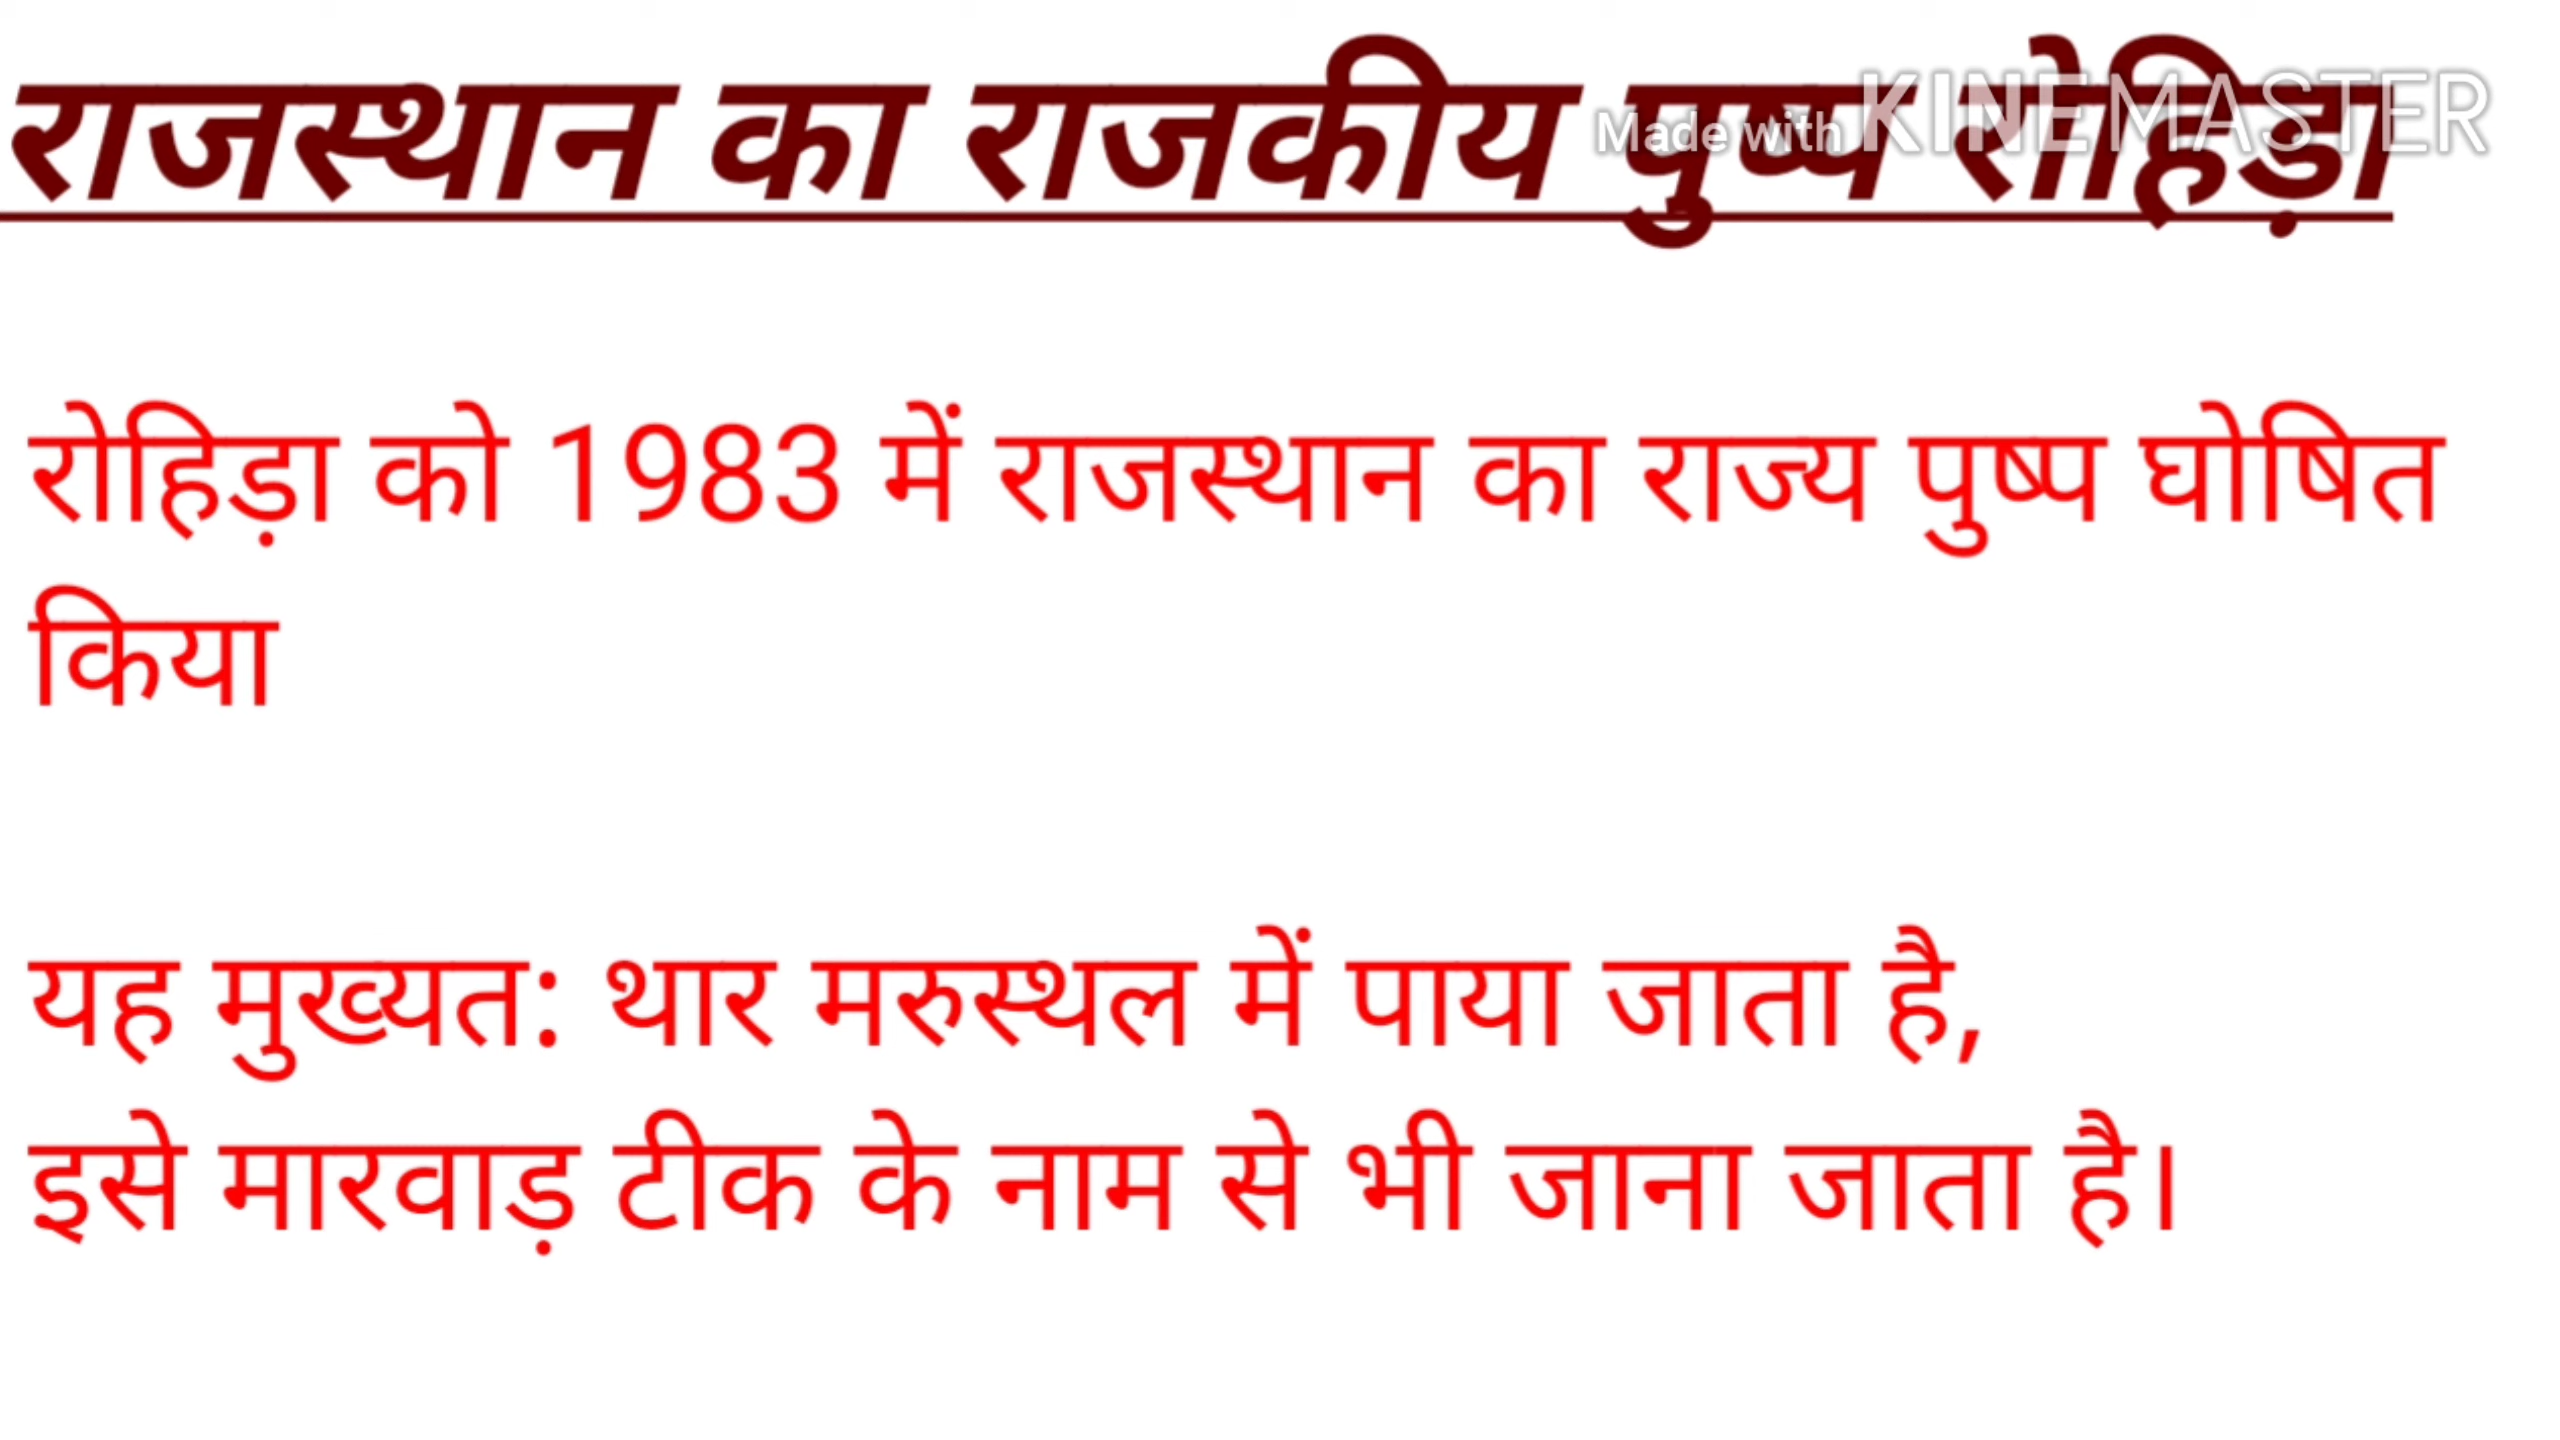 राजस्थान का राजकीय पुष्प रोहिड़ा
Made with KINEMASTER
रोहिड़ा को 1983 में राजस्थान का राज्य पुष्प घोषित
किया
यह मुख्यत: थार मरुस्थल में पाया जाता है,
इसे मारवाड़ टीक के नाम से भी जाना जाता है।